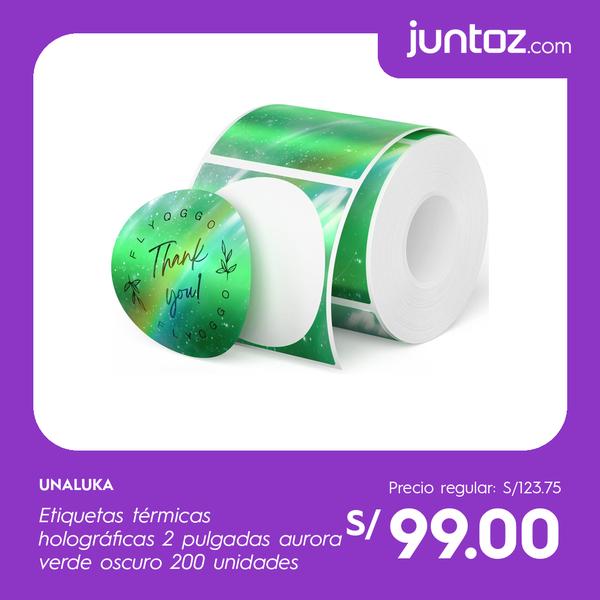 juntoz.com
FLYOGGO
Thank
you!
FLYOGGO
UNALUKA
Etiquetas térmicas
holográficas 2 pulgadas aurora
verde oscuro 200 unidades
Precio regular: S/123.75
S/ 99.00